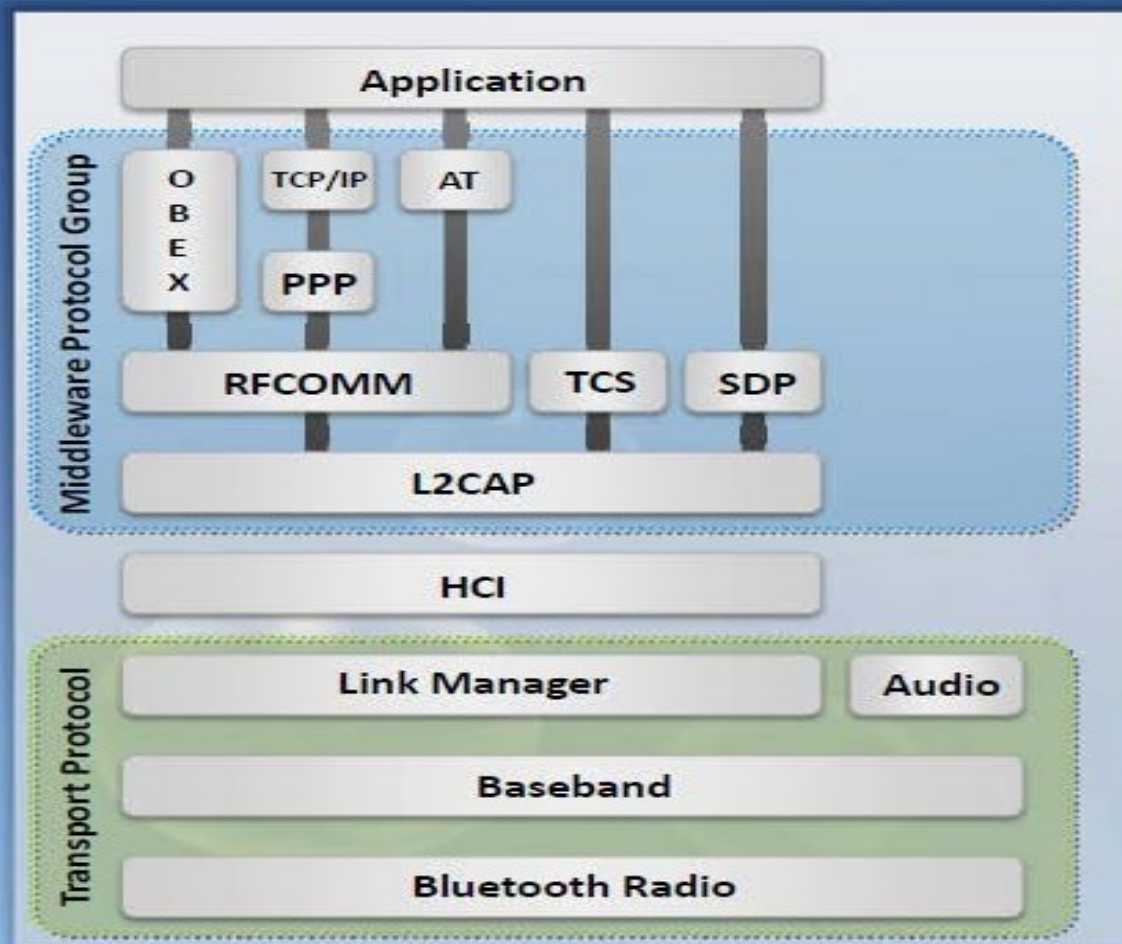 Application
Middleware Protocol Group
O
B
E
X
TCP/IP
AT
PPP
RFCOMM
TCS
SDP
L2CAP
HCI
Transport Protocol
Link Manager
Audio
Baseband
Bluetooth Radio